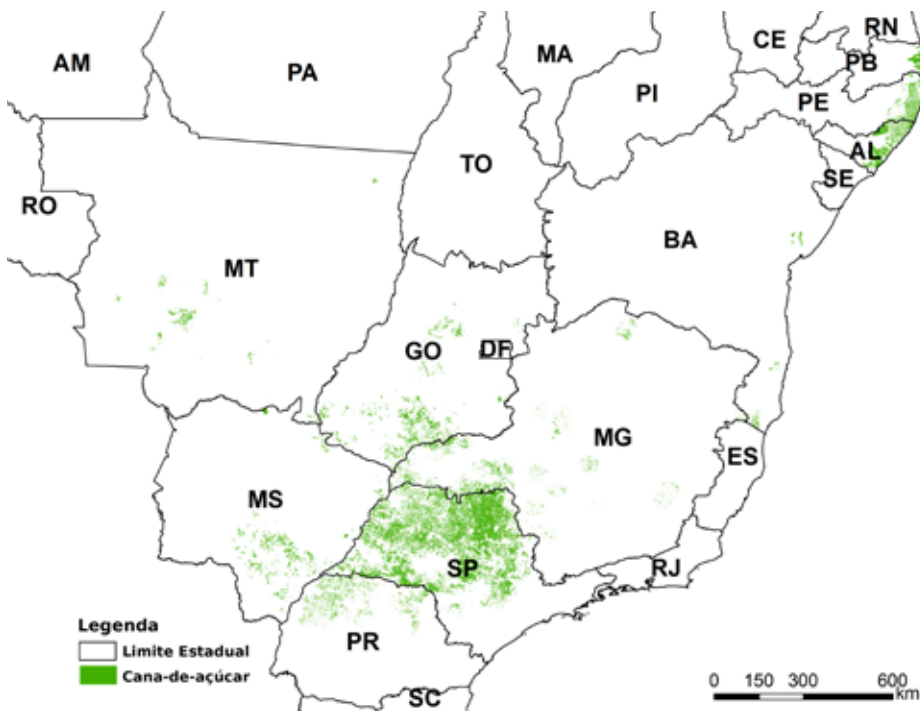 CE
RN
AM
PA
MA
PB
PI
PE
AL
TO
SE
RO
BA
MT
GO
DF
MG
ES
MS
SP
RJ
PR
SC
Legenda
Limite Estadual
Cana-de-açúcar
0 150 300 600
km